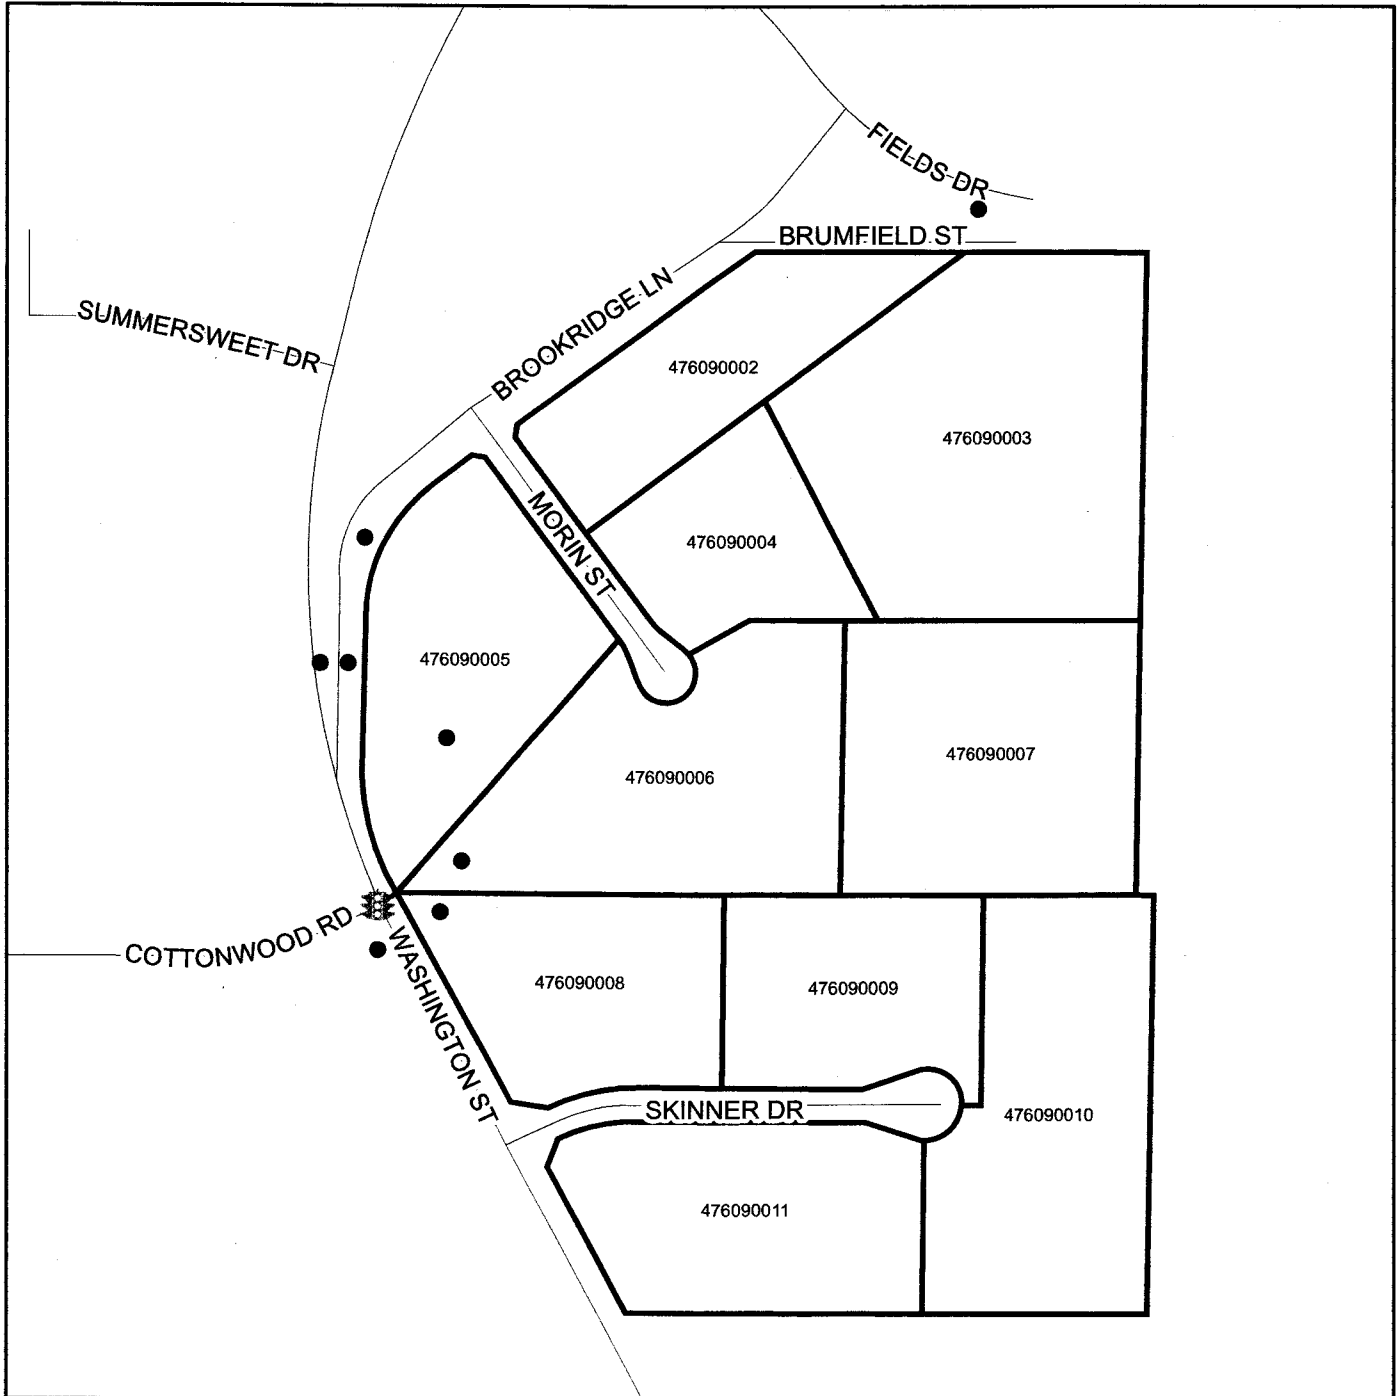 FIELDS DR
BRUMFIELD ST
BROOKRIDGE LN
SUMMERSWEET DR
476090002
476090003
MORIN ST
476090004
476090005
476090006
476090007
COTTONWOOD RD
WASHINGTON ST
476090008
476090009
SKINNER DR
476090010
476090011